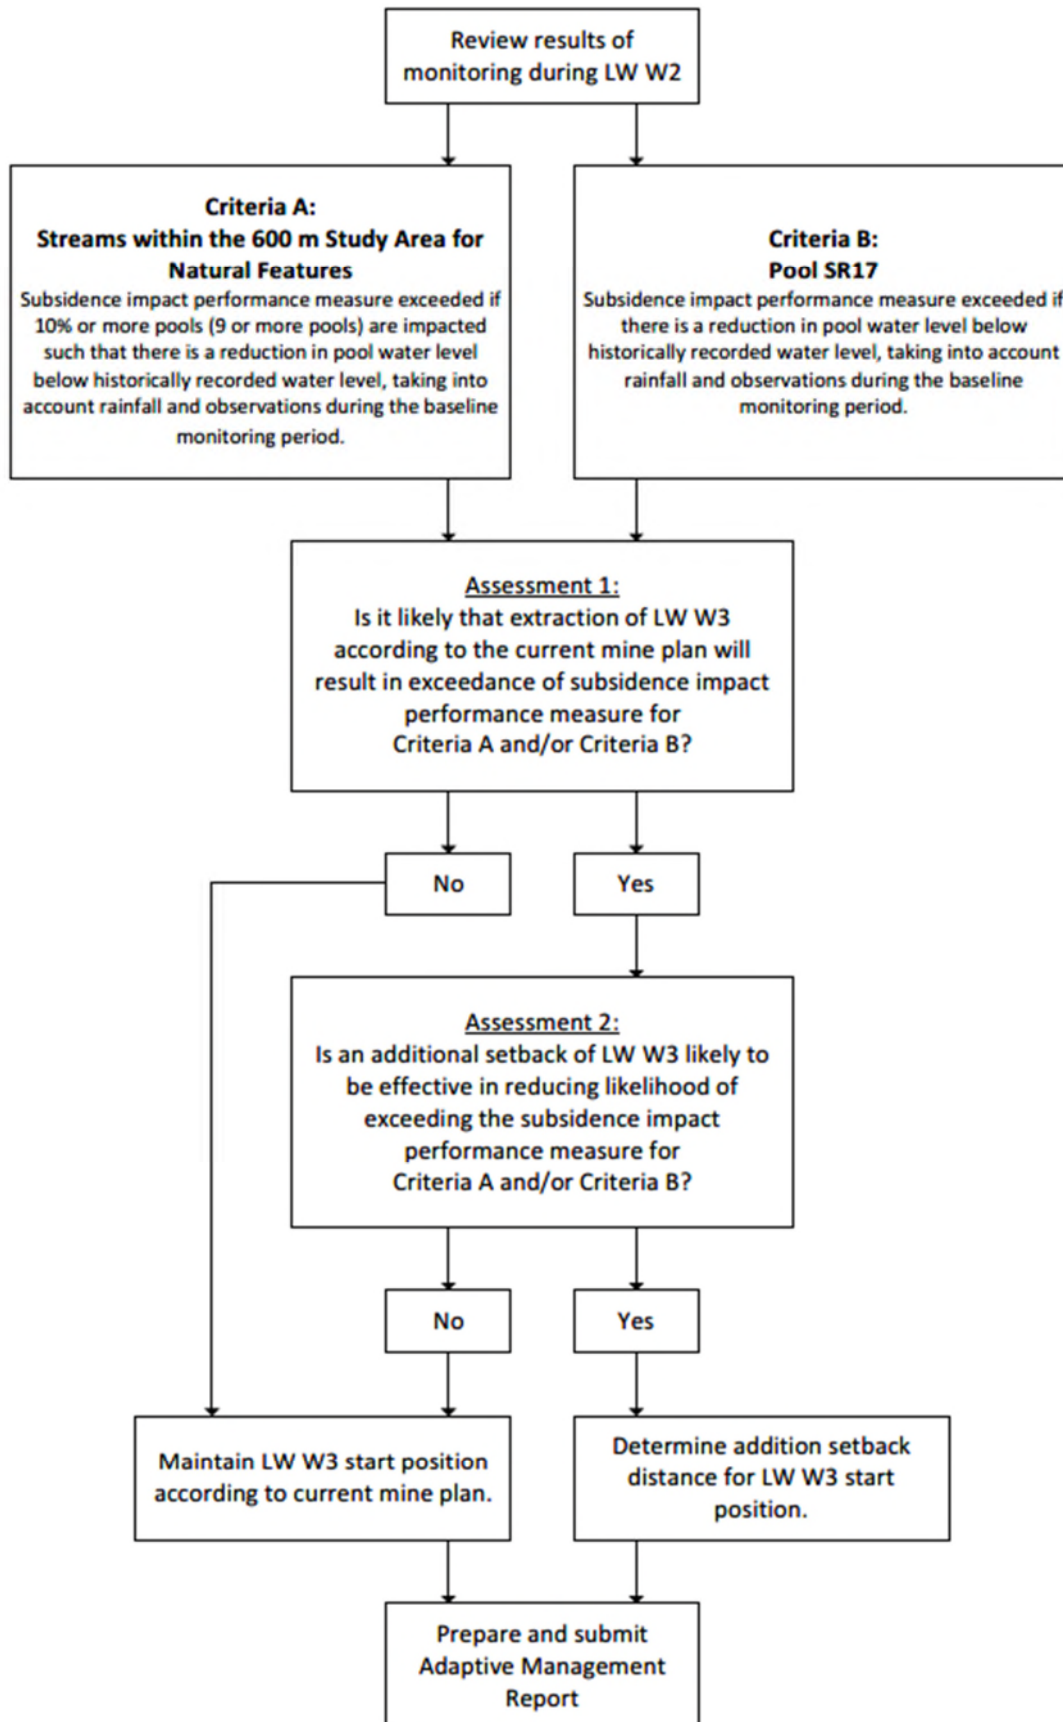 Review results of
monitoring during LW W2
Criteria A:
Streams within the 600 m Study Area for
Natural Features
Subsidence impact performance measure exceeded if
10% or more pools (9 or more pools) are impacted
such that there is a reduction in pool water level
below historically recorded water level, taking into
account rainfall and observations during the baseline
monitoring period.
Criteria B:
Pool SR17
Subsidence impact performance measure exceeded if
there is a reduction in pool water level below
historically recorded water level, taking into account
rainfall and observations during the baseline
monitoring period.
Assessment 1:
Is it likely that extraction of LW W3
according to the current mine plan will
result in exceedance of subsidence impact
performance measure for
Criteria A and/or Criteria B?
No
Yes
Assessment 2:
Is an additional setback of LW W3 likely to
be effective in reducing likelihood of
exceeding the subsidence impact
performance measure for
Criteria A and/or Criteria B?
No
Yes
Maintain LW W3 start position
according to current mine plan.
Determine addition setback
distance for LW W3 start
position.
Prepare and submit
Adaptive Management
Report